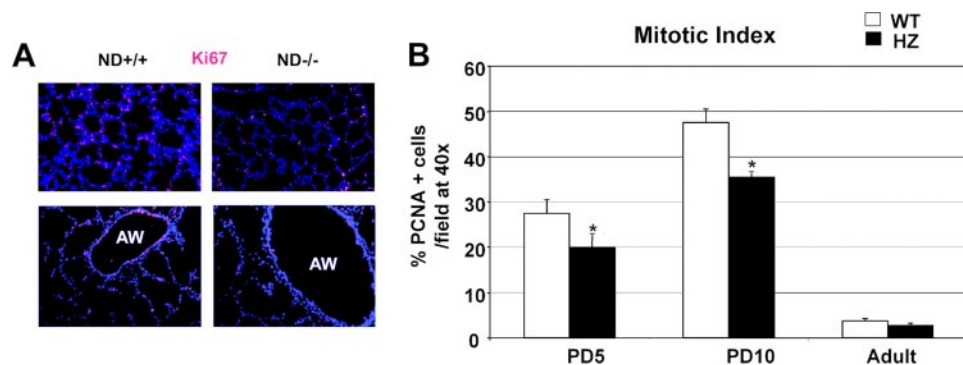 A
ND+/+ Ki67 ND-/-
AW
AW
B
Mitotic Index
WT
HZ
% PCNA + cells
/field at 40x
60
50
40
30
20
10
0
*
*
PD5 PD10 Adult